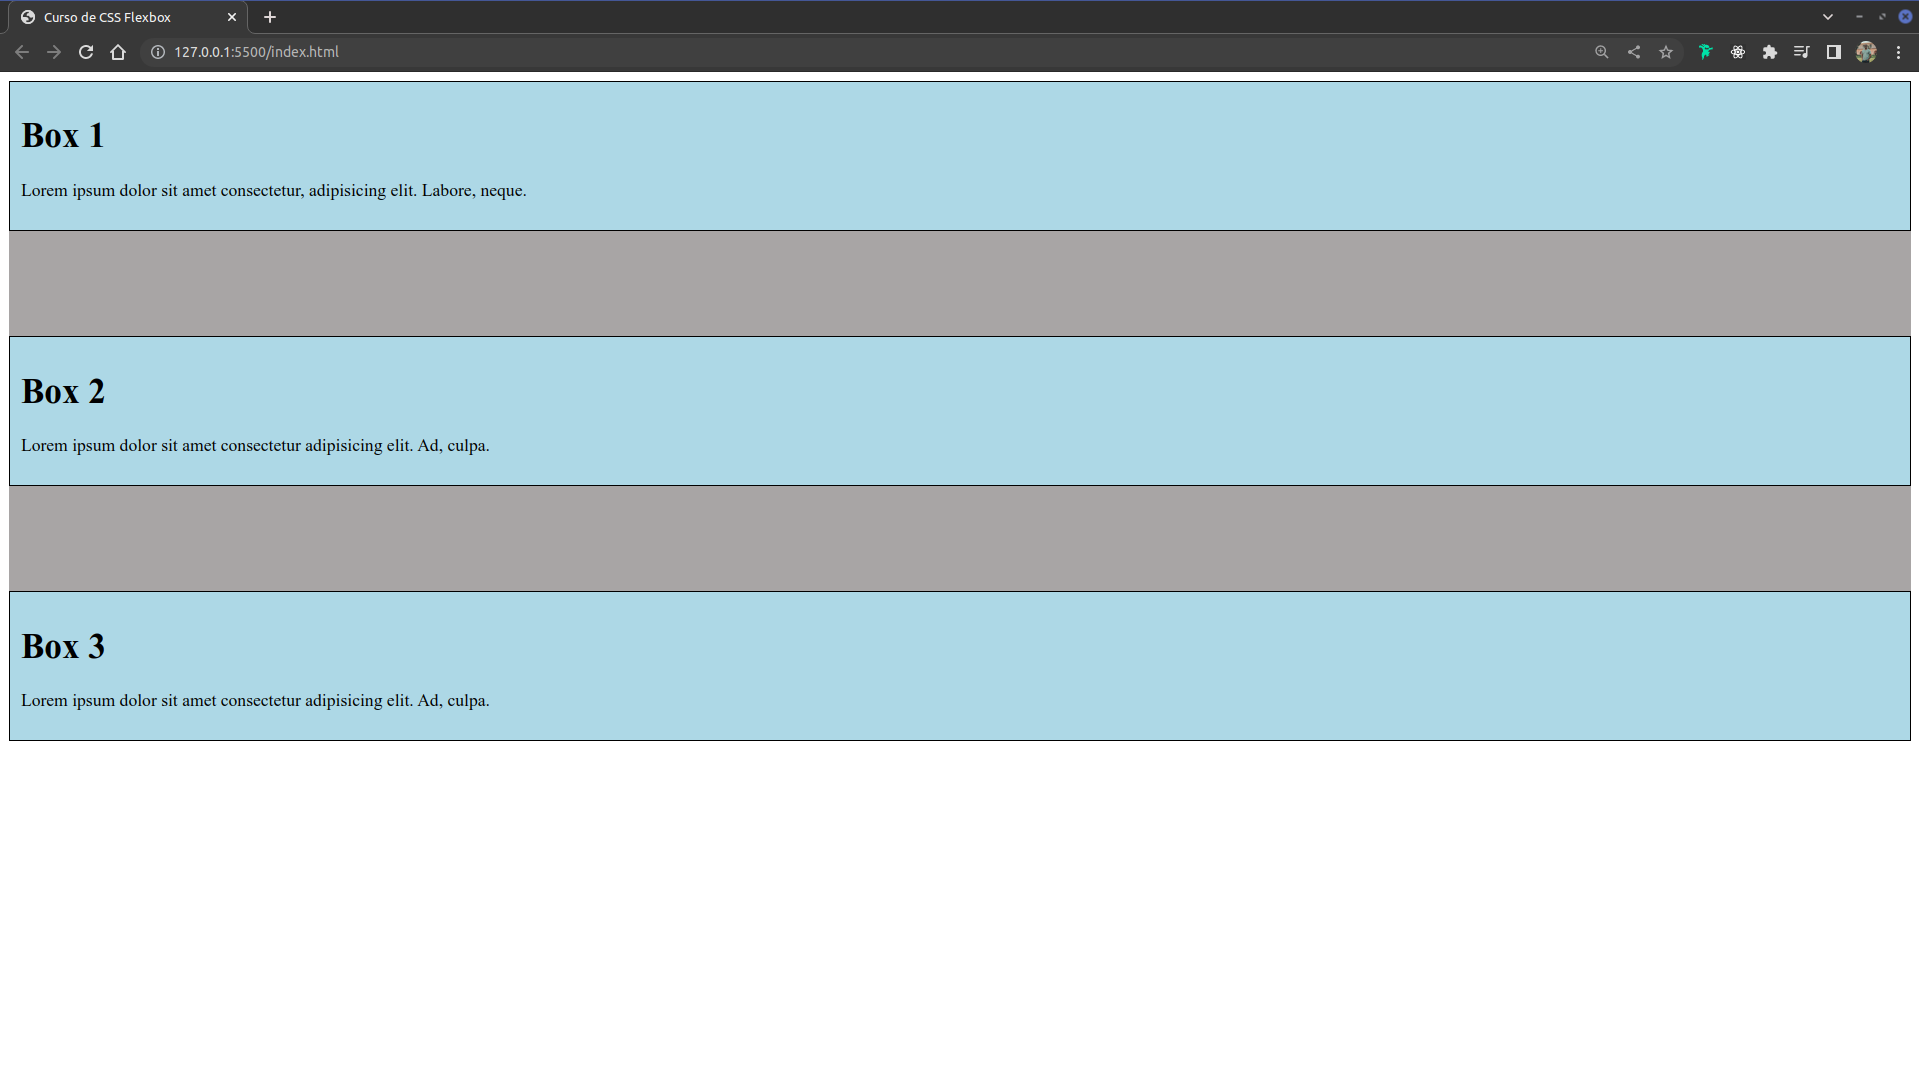 Curso de CSS Flexbox
127.0.0.1:5500/index.html
Box 1
Lorem ipsum dolor sit amet consectetur, adipisicing elit. Labore, neque.
Box 2
Lorem ipsum dolor sit amet consectetur adipisicing elit. Ad, culpa.
Box 3
Lorem ipsum dolor sit amet consectetur adipisicing elit. Ad, culpa.